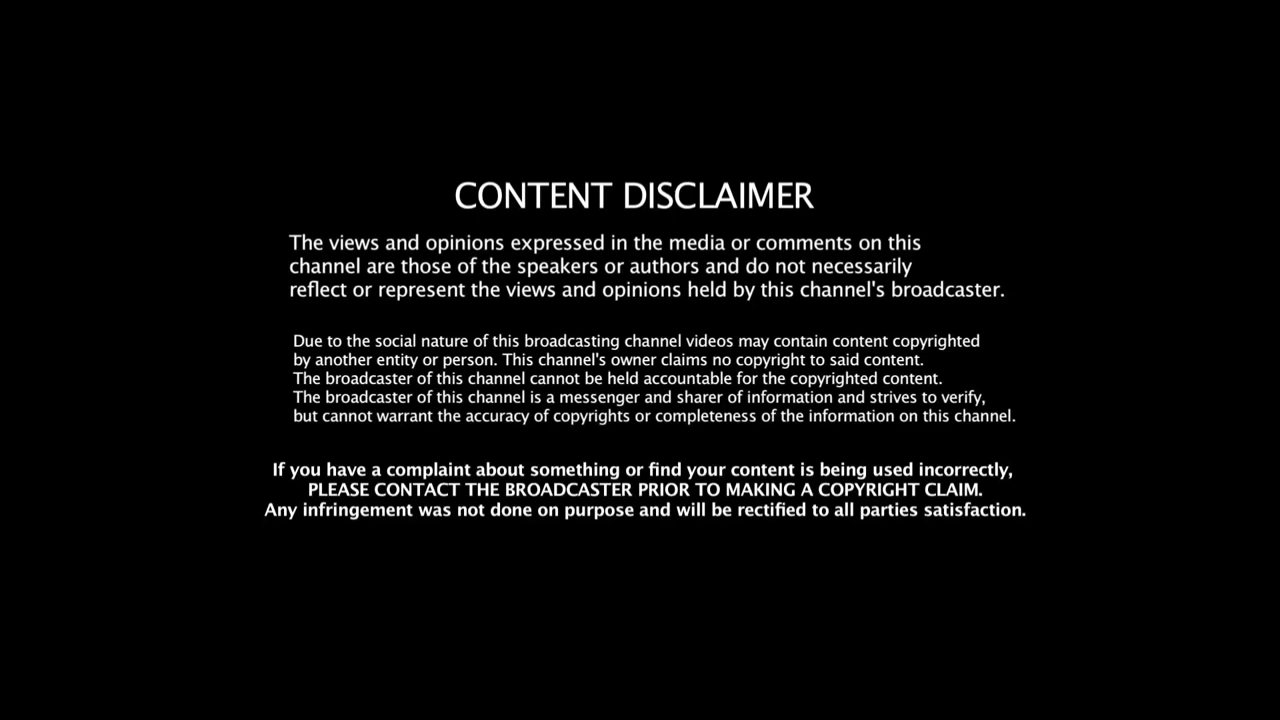 CONTENT DISCLAIMER
The views and opinions expressed in the media or comments on this
channel are those of the speakers or authors and do not necessarily
reflect or represent the views and opinions held by this channel's broadcaster.
Due to the social nature of this broadcasting channel videos may contain content copyrighted
by another entity or person. This channel's owner claims no copyright to said content.
The broadcaster of this channel cannot be held accountable for the copyrighted content.
The broadcaster of this channel is a messenger and sharer of information and strives to verify,
but cannot warrant the accuracy of copyrights or completeness of the information on this channel.
If you have a complaint about something or find your content is being used incorrectly,
PLEASE CONTACT THE BROADCASTER PRIOR TO MAKING A COPYRIGHT CLAIM.
Any infringement was not done on purpose and will be rectified to all parties satisfaction.